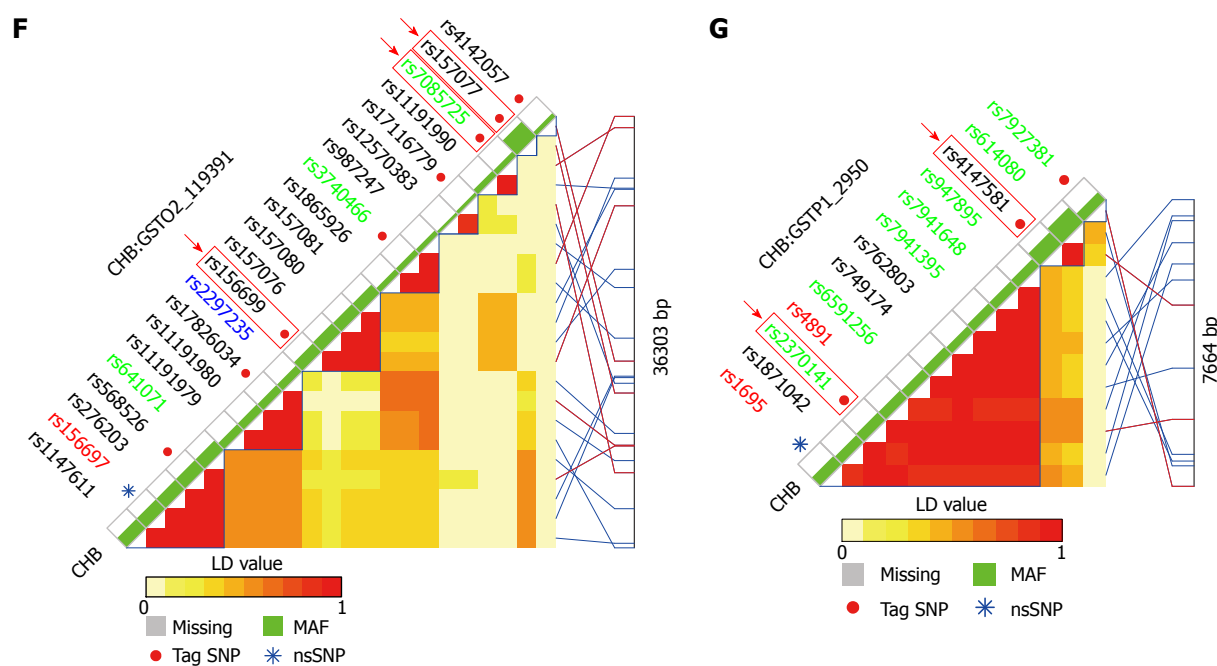 F
rs4142057
rs157077
rs7085725
rs11191990
rs17116779
rs12570383
rs987247
rs3740466
rs1865926
rs157081
rs157080
rs157076
rs156699
rs2297235
rs17826034
rs11191980
rs11191979
rs641071
rs568526
rs276203
rs156697
rs1147611
CHB:GSTO2_119391
CHB
36303 bp
LD value
0 1
Missing MAF
Tag SNP nsSNP
G
rs7927381
rs614080
rs4147581
rs947895
rs7941648
rs7941395
rs762803
rs749174
rs6591256
rs4891
rs2370141
rs1871042
rs1695
CHB:GSTP1_2950
CHB
7664 bp
LD value
0 1
Missing MAF
Tag SNP nsSNP